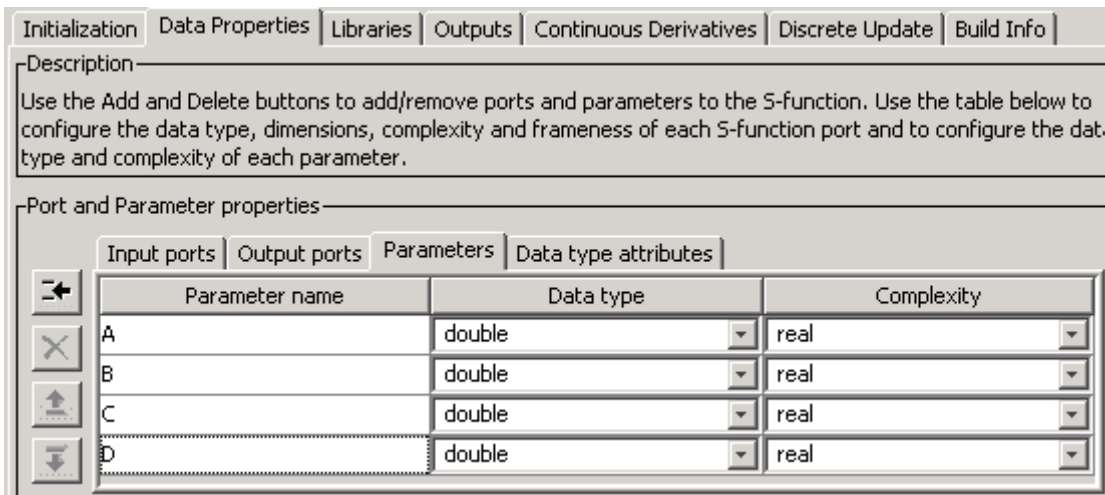 Initialization Data Properties Libraries Outputs Continuous Derivatives Discrete Update Build Info
Description
Use the Add and Delete buttons to add/remove ports and parameters to the S-function. Use the table below to
configure the data type, dimensions, complexity and frameness of each S-function port and to configure the dat
type and complexity of each parameter.
Port and Parameter properties
Input ports Output ports Parameters Data type attributes
Parameter name Data type Complexity
A double real
B double real
C double real
D double real